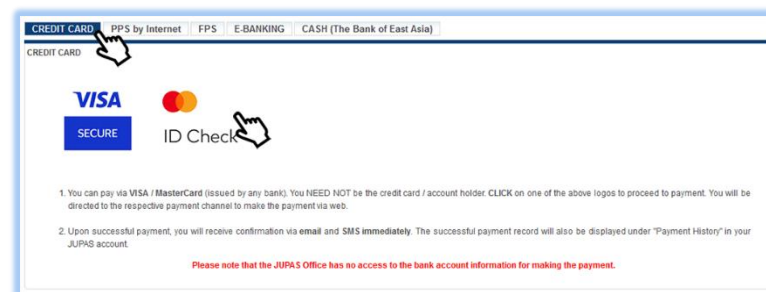 CREDIT CARD PPS by Internet FPS E-BANKING CASH (The Bank of East Asia)
CREDIT CARD
VISA
SECURE ID Check
1. You can pay via VISA / MasterCard (issued by any bank). You NEED NOT be the credit card / account holder. CLICK on one of the above logos to proceed to payment. You will be
directed to the respective payment channel to make the payment via web.
2. Upon successful payment, you will receive confirmation via email and SMS immediately. The successful payment record will also be displayed under "Payment History" in your
JUPAS account.
Please note that the JUPAS Office has no access to the bank account information for making the payment.